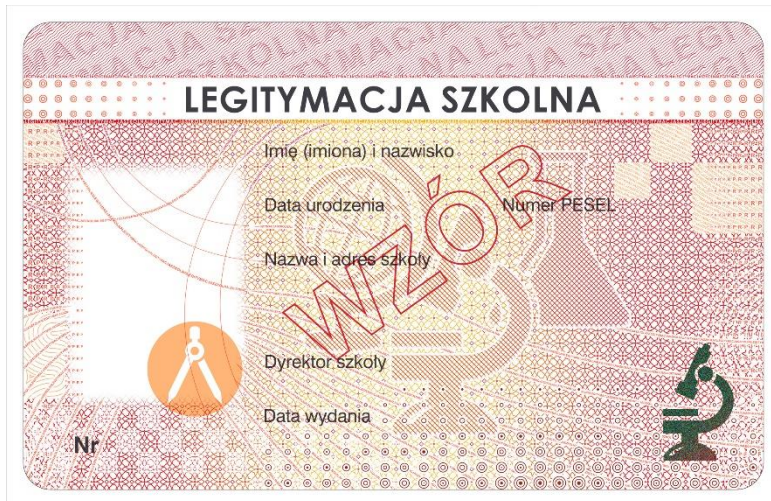 LEGITYMACJA SZKOLNA
Imię (imiona) i nazwisko
Data urodzenia Numer PESEL
WZÓR
Nazwa i adres szkoły
Dyrektor szkoły
Data wydania
Nr